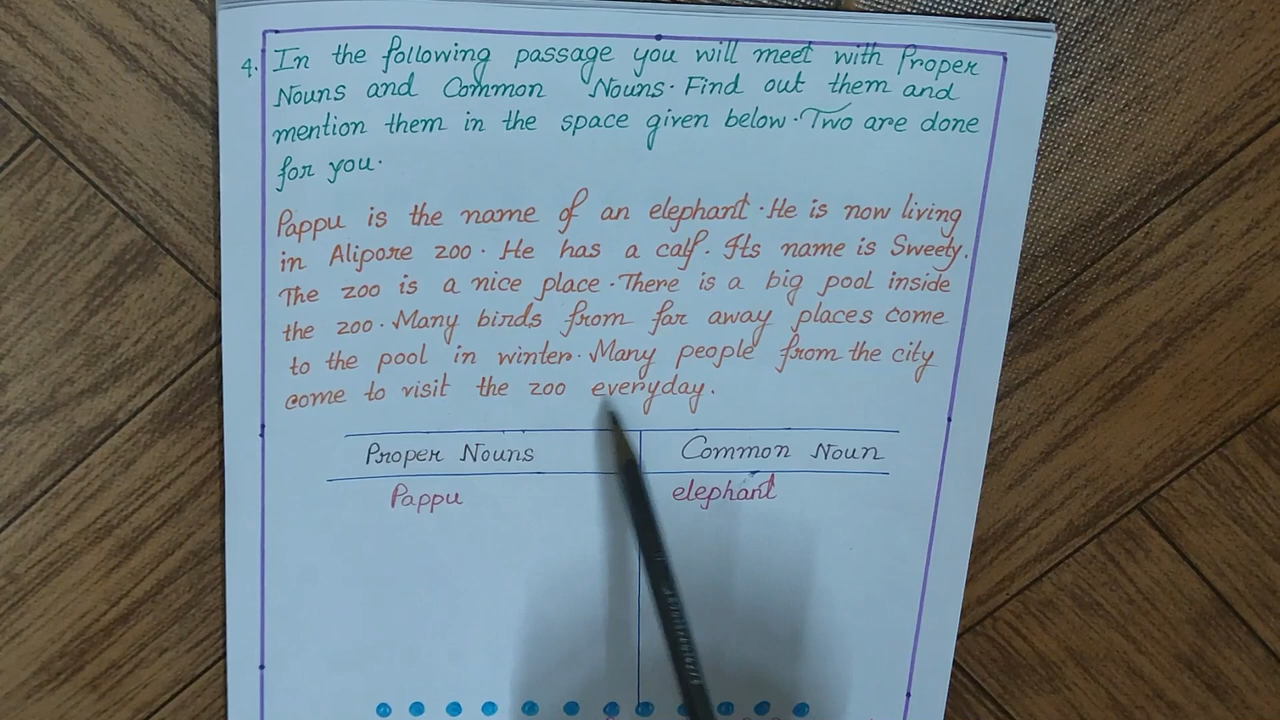 4. In the following passage you will meet with Proper
Nouns and Common Nouns. Find out them and
mention them in the space given below. Two are done
for you.
Pappu is the name of an elephant. He is now living
in Alipore zoo. He has a calf. Its name is Sweety.
The zoo is a nice place. There is a big pool inside
the zoo. Many birds from far away places come
to the pool in winter. Many people from the city
come to visit the zoo everyday.
Proper Nouns Common Noun
Pappu elephant